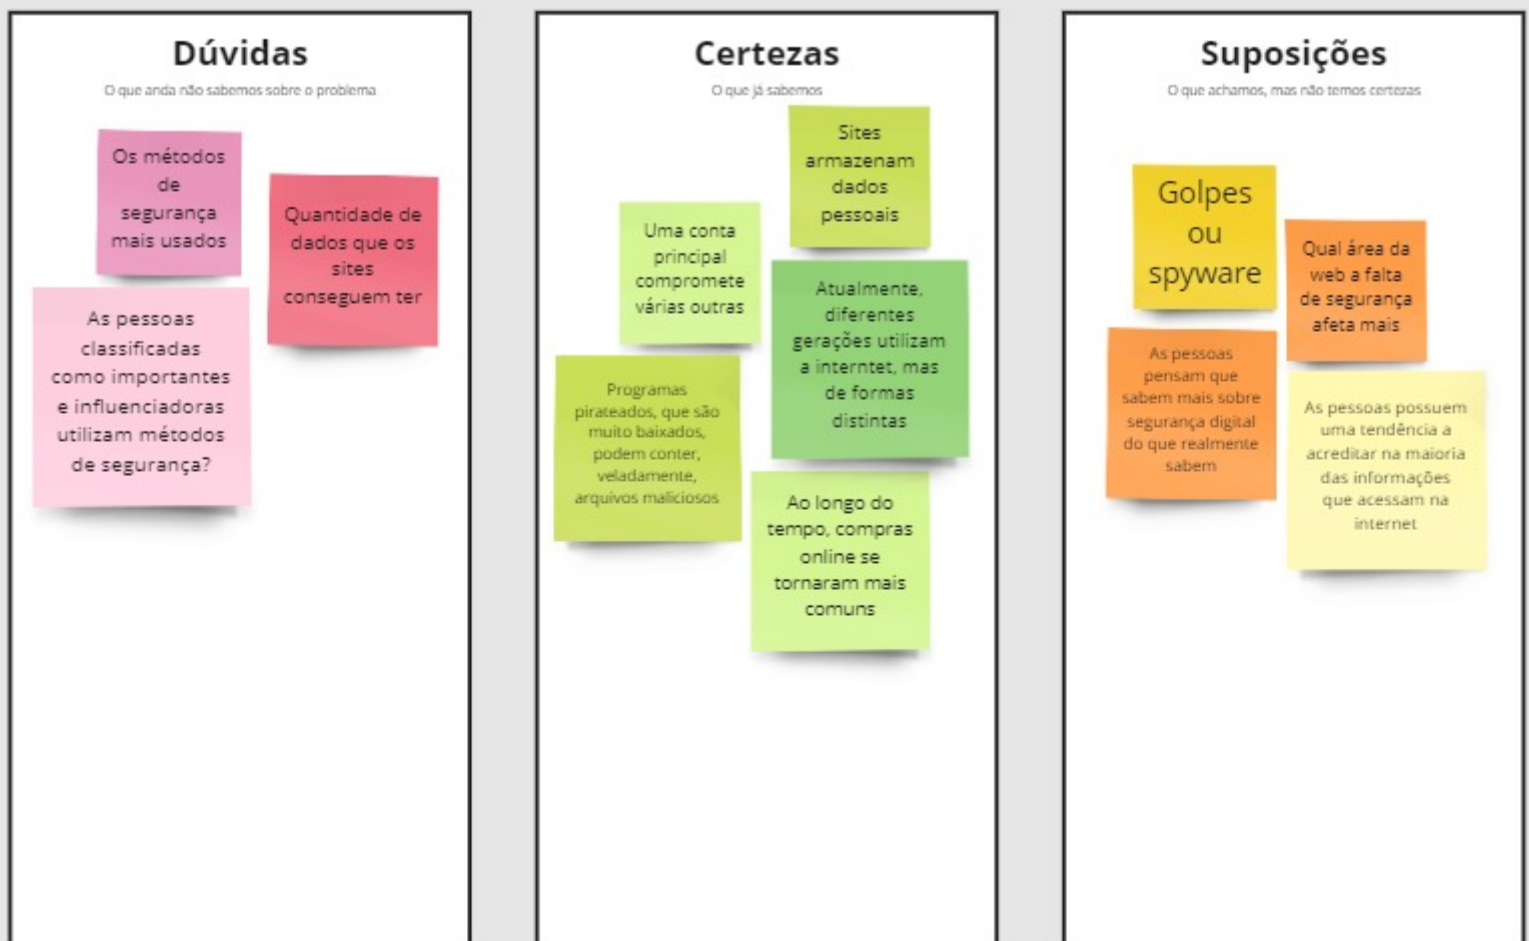 Dúvidas
O que anda não sabemos sobre o problema
Os métodos
de
segurança
mais usados
Quantidade de
dados que os
sites
conseguem ter
As pessoas
classificadas
como importantes
e influenciadoras
utilizam métodos
de segurança?
Certezas
O que já sabemos
Sites
armazenam
dados
pessoais
Uma conta
principal
compromete
várias outras
Atualmente,
diferentes
gerações utilizam
a interntet, mas
de formas
distintas
Programas
pirateados, que são
muito baixados,
podem conter,
veladamente,
arquivos maliciosos
Ao longo do
tempo, compras
online se
tornaram mais
comuns
Suposições
O que achamos, mas não temos certezas
Golpes
ou
spyware
Qual área da
web a falta
de segurança
afeta mais
As pessoas
pensam que
sabem mais sobre
segurança digital
do que realmente
sabem
As pessoas possuem
uma tendência a
acreditar na maioria
das informações
que acessam na
internet